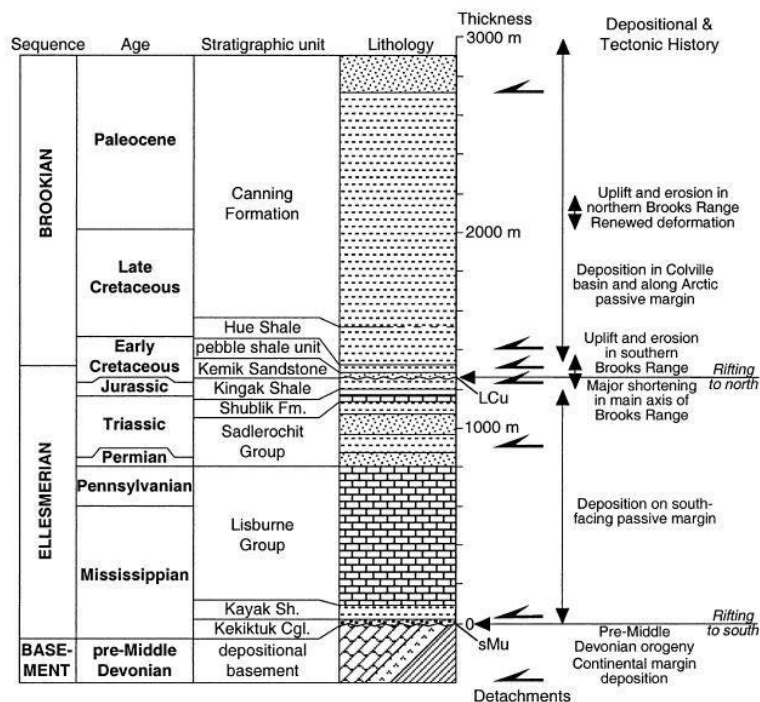 Sequence
Age
Stratigraphic unit
Lithology
Thickness
Depositional &
Tectonic History
3000 m
2000 m
1000 m
0
BROOKIAN
ELLESMERIAN
BASE-
MENT
Paleocene
Late
Cretaceous
Early
Cretaceous
Jurassic
Triassic
Permian
Pennsylvanian
Mississippian
pre-Middle
Devonian
Canning
Formation
Hue Shale
pebble shale unit
Kemik Sandstone
Kingak Shale
Shublik Fm.
Sadlerochit
Group
Lisburne
Group
Kayak Sh.
Kekiktuk Cgl.
depositional
basement
LCu
sMu
Detachments
Uplift and erosion in
northern Brooks Range
Renewed deformation
Deposition in Colville
basin and along Arctic
passive margin
Uplift and erosion
in southern
Brooks Range
Rifting
to north
Major shortening
in main axis of
Brooks Range
Deposition on south-
facing passive margin
Rifting
to south
Pre-Middle
Devonian orogeny
Continental margin
deposition